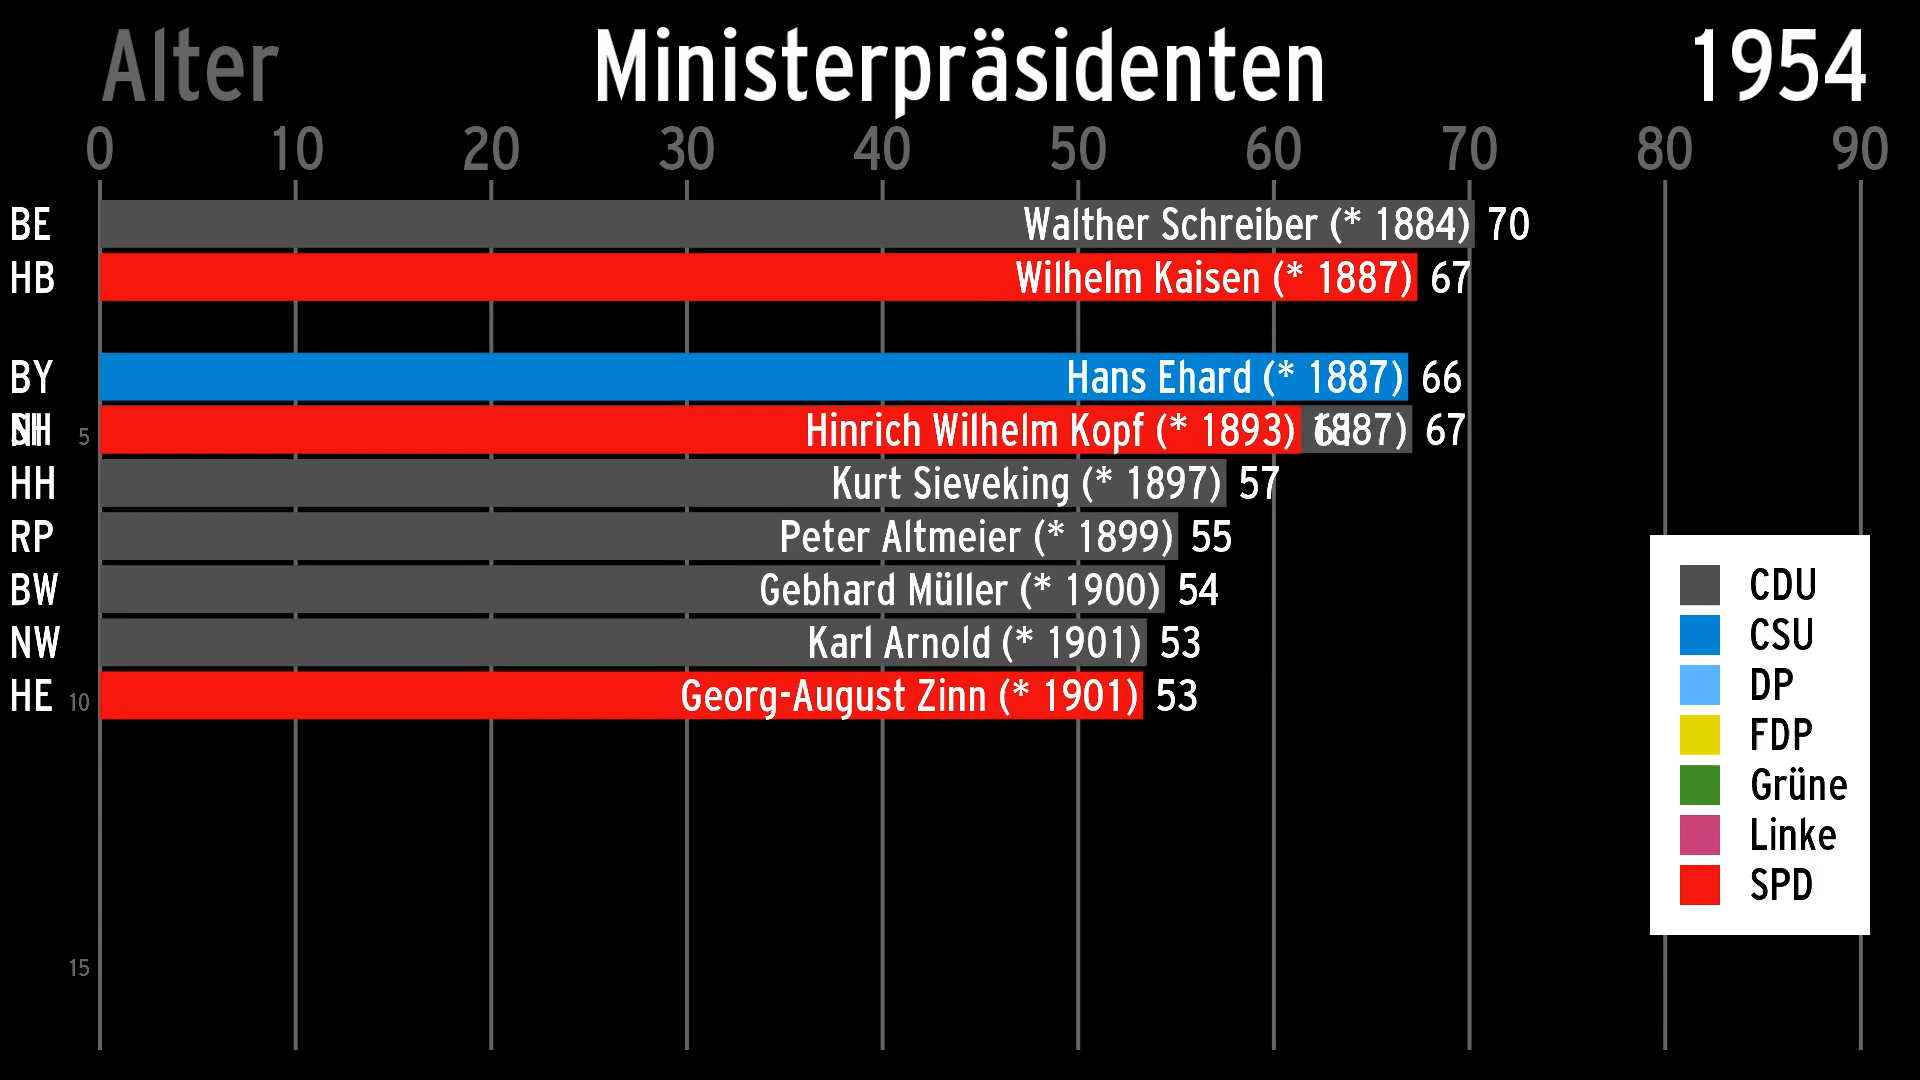 Alter Ministerpräsidenten 1954
0 10 20 30 40 50 60 70 80 90
BE Walther Schreiber (* 1884) 70
HB Wilhelm Kaisen (* 1887) 67
BY Hans Ehard (* 1887) 66
5 Hinrich Wilhelm Kopf (* 1893) 87) 67
HH Kurt Sieveking (* 1897) 57
RP Peter Altmeier (* 1899) 55
BW Gebhard Müller (* 1900) 54
NW Karl Arnold (* 1901) 53
HE 10 Georg-August Zinn (* 1901) 53
15
CDU
CSU
DP
FDP
Grüne
Linke
SPD